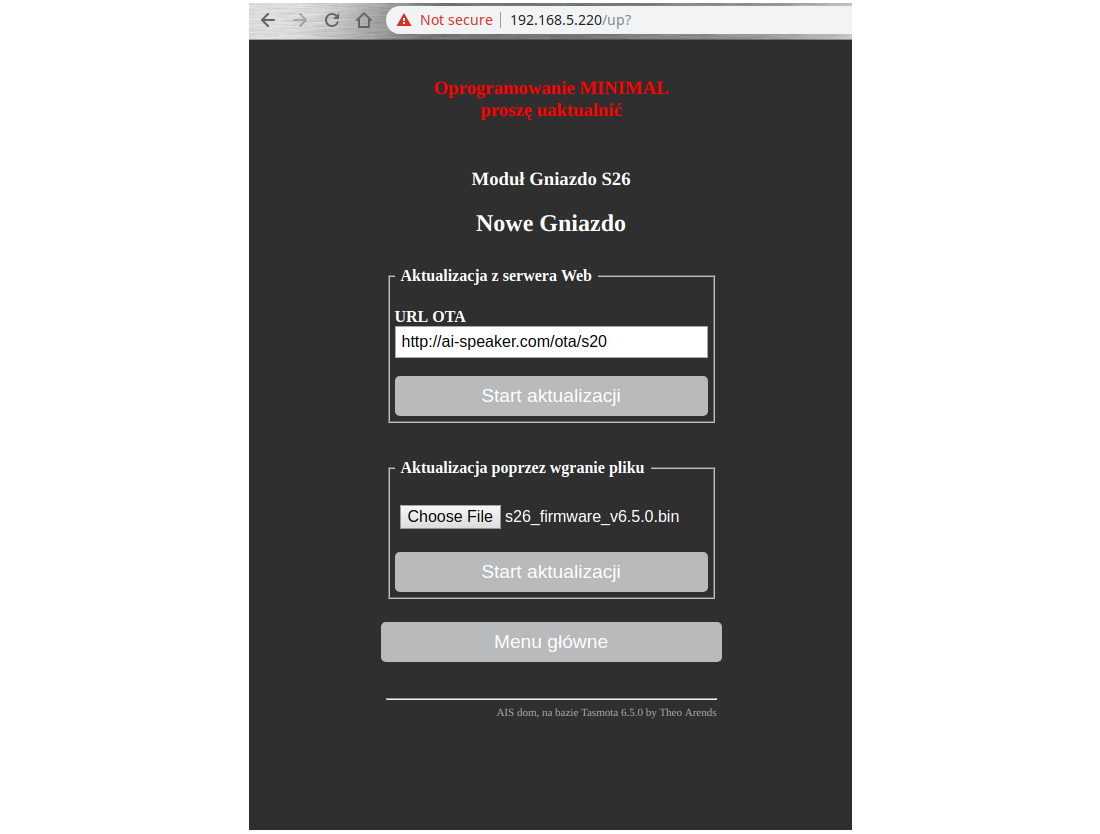 Not secure | 192.168.5.220/up?
Oprogramowanie MINIMAL
proszę uaktualnić
Moduł Gniazdo S26
Nowe Gniazdo
Aktualizacja z serwera Web
URL OTA
http://ai-speaker.com/ota/s20
Start aktualizacji
Aktualizacja poprzez wgranie pliku
Choose File s26_firmware_v6.5.0.bin
Start aktualizacji
Menu główne
AIS dom, na bazie Tasmota 6.5.0 by Theo Arends